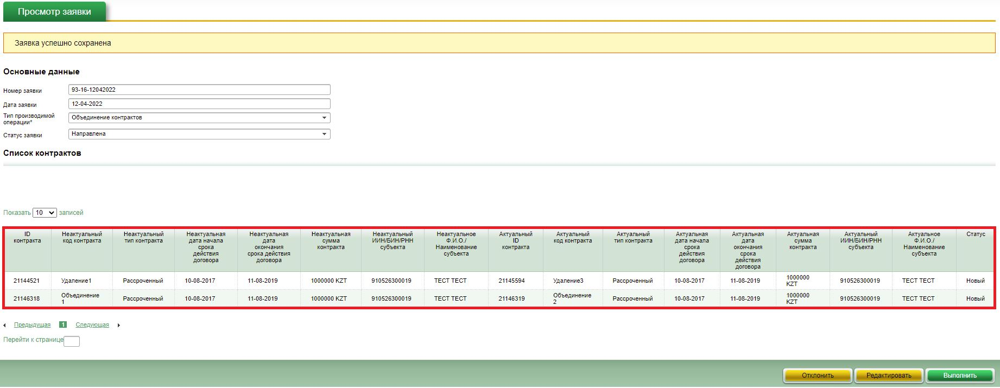 Просмотр заявки
Заявка успешно сохранена
Основные данные
Номер заявки 93-16-12042022
Дата заявки 12-04-2022
Тип производимой операции* Объединение контрактов
Статус заявки Направлена
Список контрактов
Показать 10 записей
ID контракта Неактуальный код контракта Неактуальный тип контракта Неактуальная дата начала срока действия договора Неактуальная дата окончания срока действия договора Неактуальная сумма контракта Неактуальный ИИН/БИН/РНН субъекта Неактуальное Ф.И.О./ Наименование субъекта Актуальный ID контракта Актуальный код контракта Актуальный тип контракта Актуальная дата начала срока действия договора Актуальная дата окончания срока действия договора Актуальная сумма контракта Актуальный ИИН/БИН/РНН субъекта Актуальное Ф.И.О./ Наименование субъекта Статус
21144521 Удаление1 Рассроченный 10-08-2017 11-08-2019 1000000 KZT 910526300019 ТЕСТ ТЕСТ 21145594 Удаление3 Рассроченный 10-08-2017 11-08-2019 1000000 KZT 910526300019 ТЕСТ ТЕСТ Новый
21146318 Объединение 1 Рассроченный 10-08-2017 11-08-2019 1000000 KZT 910526300019 ТЕСТ ТЕСТ 21146319 Объединение 2 Рассроченный 10-08-2017 11-08-2019 1000000 KZT 910526300019 ТЕСТ ТЕСТ Новый
Предыдущая 1 Следующая
Перейти к странице
Отклонить Редактировать Выполнить